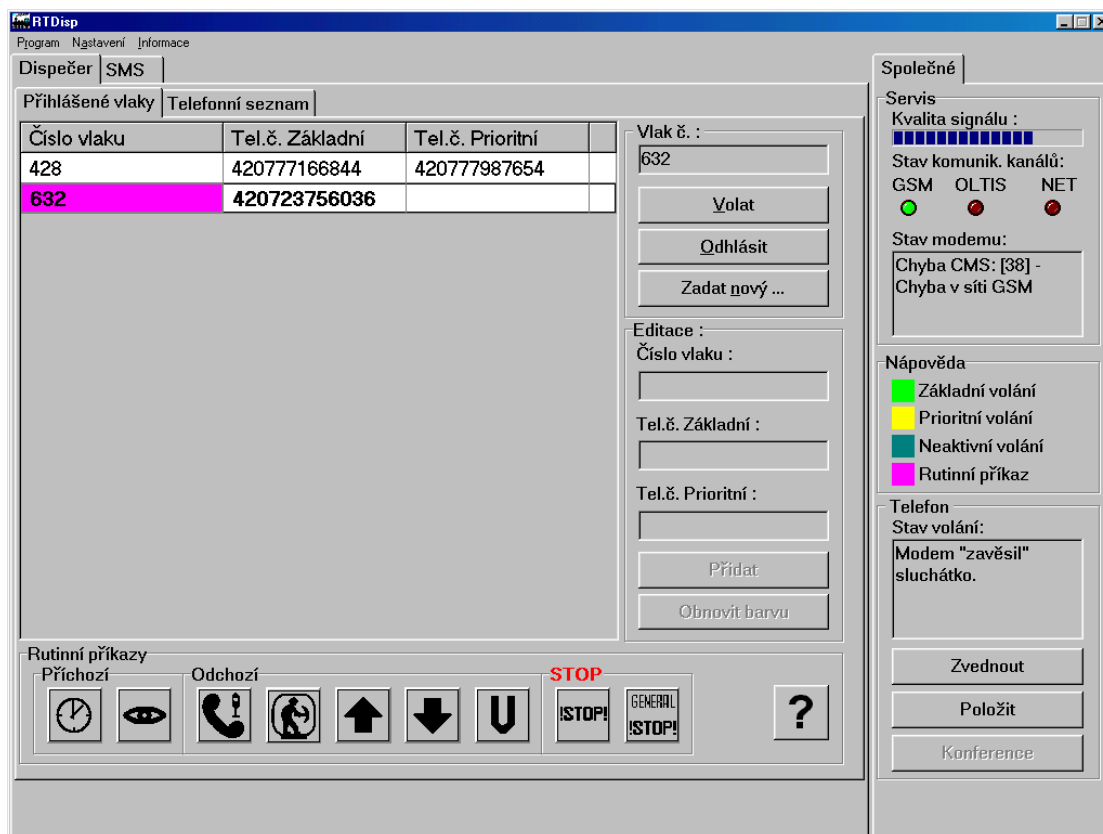 RTDisp
Program Nastavení Informace
Dispečer SMS
Přihlášené vlaky Telefonní seznam
Číslo vlaku Tel.č. Základní Tel.č. Prioritní
428 420777166844 420777987654
632 420723756036
Vlak č. :
632
Volat
Odhlásit
Zadat nový ...
Editace :
Číslo vlaku :
Tel.č. Základní :
Tel.č. Prioritní :
Přidat
Obnovit barvu
Rutinní příkazy
Příchozí
Odchozí
STOP
U
!STOP!
GENERAL
!STOP!
?
Společné
Servis
Kvalita signálu :
Stav komunik. kanálů:
GSM OLTIS NET
Stav modemu:
Chyba CMS: [38] -
Chyba v síti GSM
Nápověda
Základní volání
Prioritní volání
Neaktivní volání
Rutinní příkaz
Telefon
Stav volání:
Modem "zavěsil"
sluchátko.
Zvednout
Položit
Konference